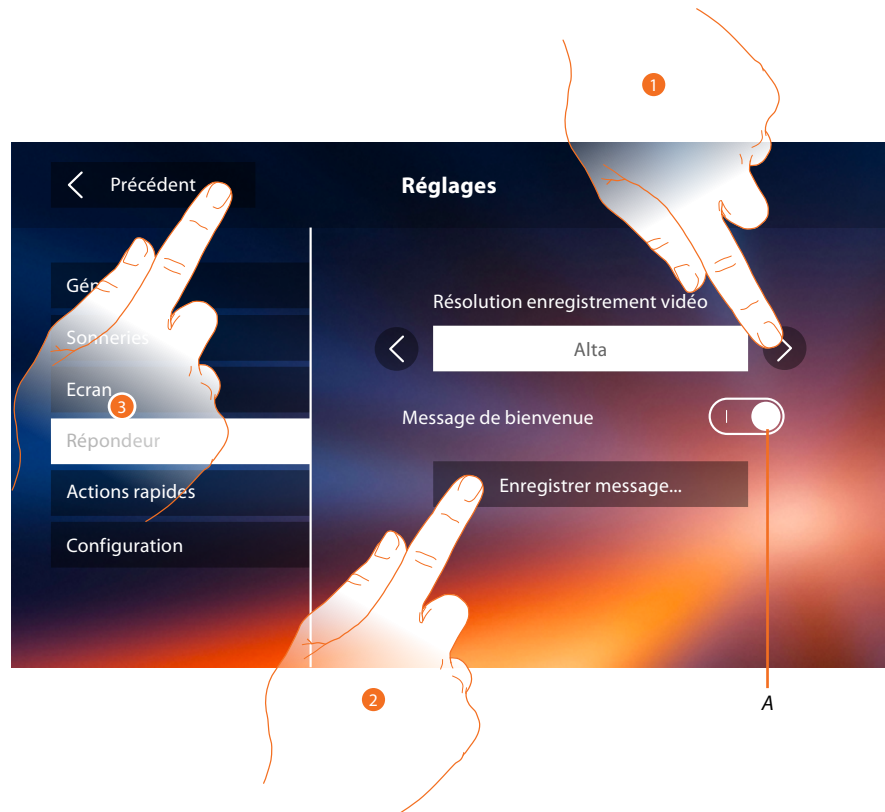 1
Précédent
Réglages
Gén
Sonneries
Ecran
3
Répondeur
Actions rapides
Configuration
Résolution enregistrement vidéo
Alta
Message de bienvenue
Enregistrer message...
2
A